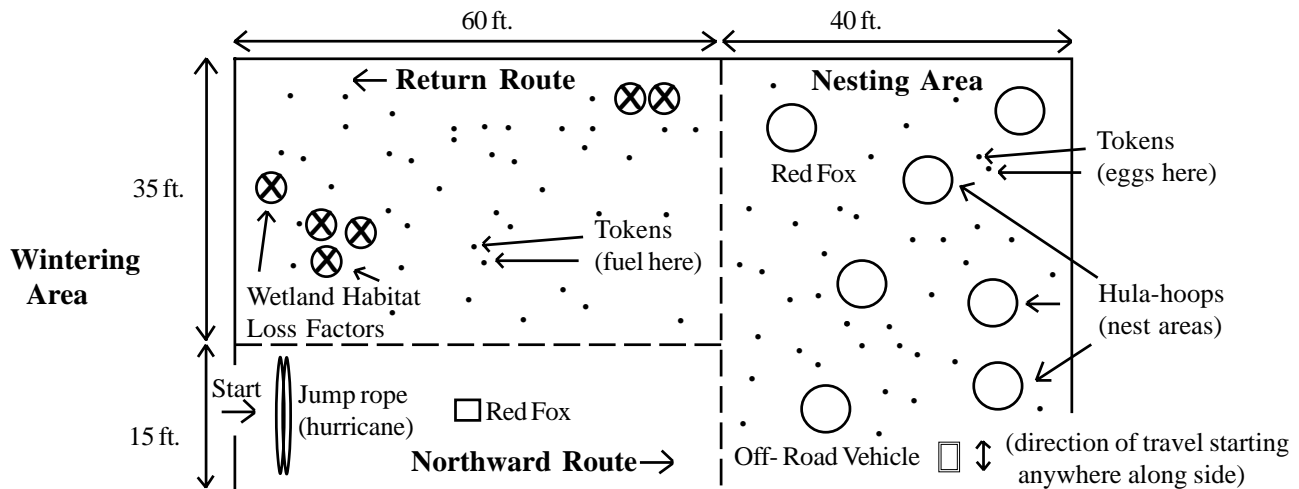 60 ft.
40 ft.
Return Route
Nesting Area
Red Fox
Tokens
(eggs here)
35 ft.
Wintering
Area
Tokens
(fuel here)
Wetland Habitat
Loss Factors
Hula-hoops
(nest areas)
Start
Jump rope
(hurricane)
Red Fox
15 ft.
Northward Route
Off- Road Vehicle
(direction of travel starting
anywhere along side)